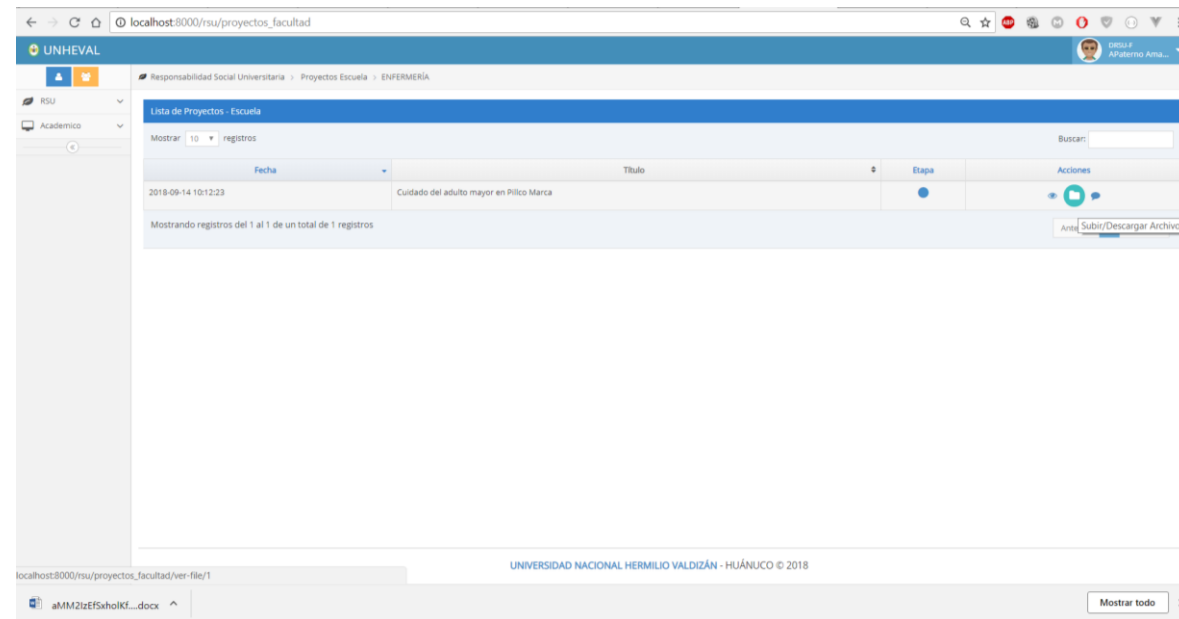 localhost:8000/rsu/proyectos_facultad
ABP
UNHEVAL
DRSU-F
APaterno Ama...
Responsabilidad Social Universitaria > Proyectos Escuela > ENFERMERÍA
RSU
Academico
Lista de Proyectos - Escuela
Mostrar 10 registros
Buscar:
Fecha Título Etapa Acciones
2018-09-14 10:12:23 Cuidado del adulto mayor en Pillco Marca
Mostrando registros del 1 al 1 de un total de 1 registros
Ante
Subir/Descargar Archivo
UNIVERSIDAD NACIONAL HERMILIO VALDIZÁN - HUÁNUCO © 2018
localhost:8000/rsu/proyectos_facultad/ver-file/1
Mostrar todo